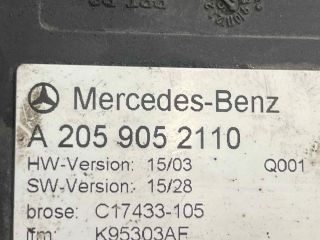 Mercedes-Benz
A 205 905 2110
HW-Version: 15/03 Q001
SW-Version: 15/28
brose: C17433-105
K95303AE